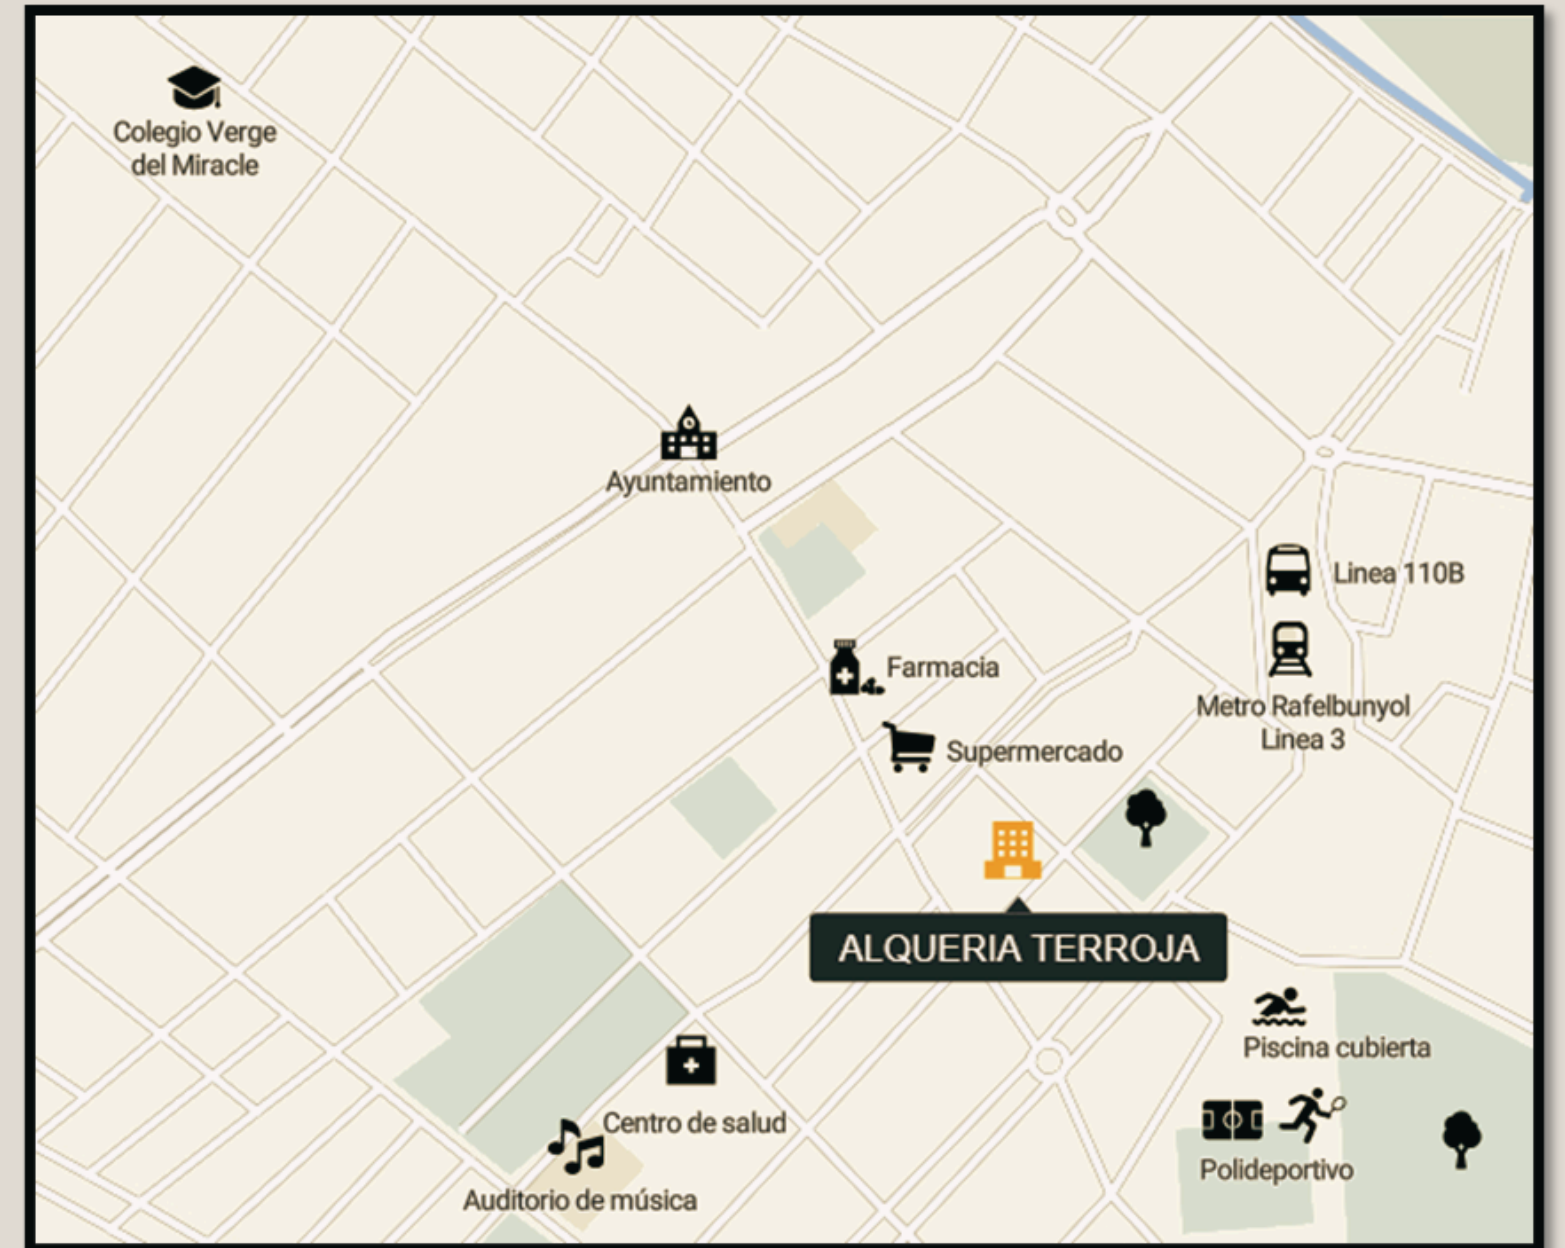 Colegio Verge
del Miracle
Ayuntamiento
Linea 110B
Farmacia
Metro Rafelbunyol
Linea 3
Supermercado
ALQUERIA TERROJA
Piscina cubierta
Centro de salud
Polideportivo
Auditorio de música